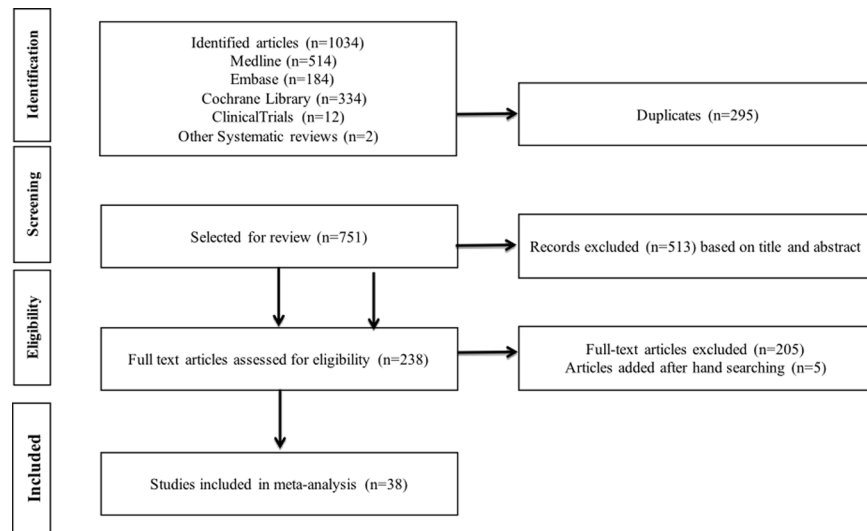 Identification
Identified articles (n=1034)
Medline (n=514)
Embase (n=184)
Cochrane Library (n=334)
ClinicalTrials (n=12)
Other Systematic reviews (n=2)
Duplicates (n=295)
Screening
Selected for review (n=751)
Records excluded (n=513) based on title and abstract
Eligibility
Full text articles assessed for eligibility (n=238)
Full-text articles excluded (n=205)
Articles added after hand searching (n=5)
Included
Studies included in meta-analysis (n=38)